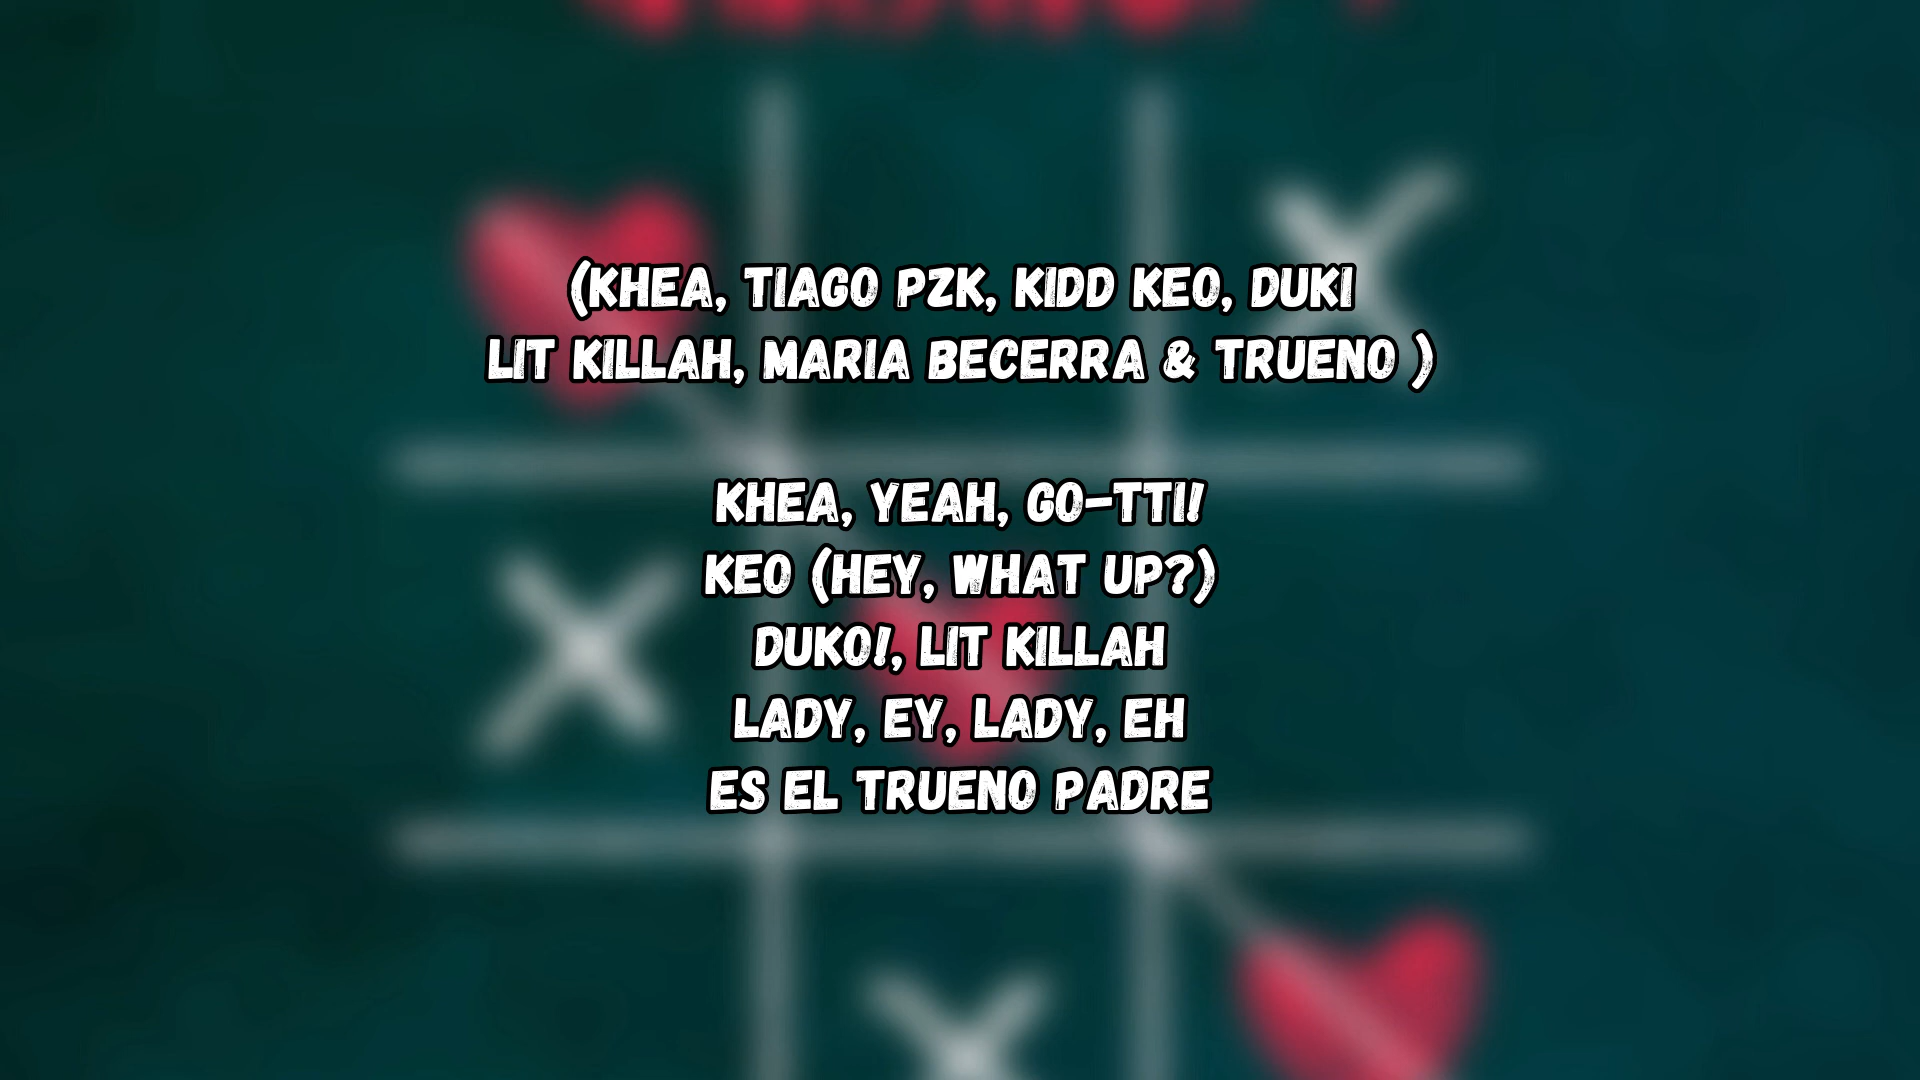 (KHEA, TIAGO PZK, KIDD KEO, DUKI
LIT KILLAH, MARIA BECERRA & TRUENO )
KHEA, YEAH, GO-TTI!
KEO (HEY, WHAT UP?)
DUKO!, LIT KILLAH
LADY, EY, LADY, EH
ES EL TRUENO PADRE